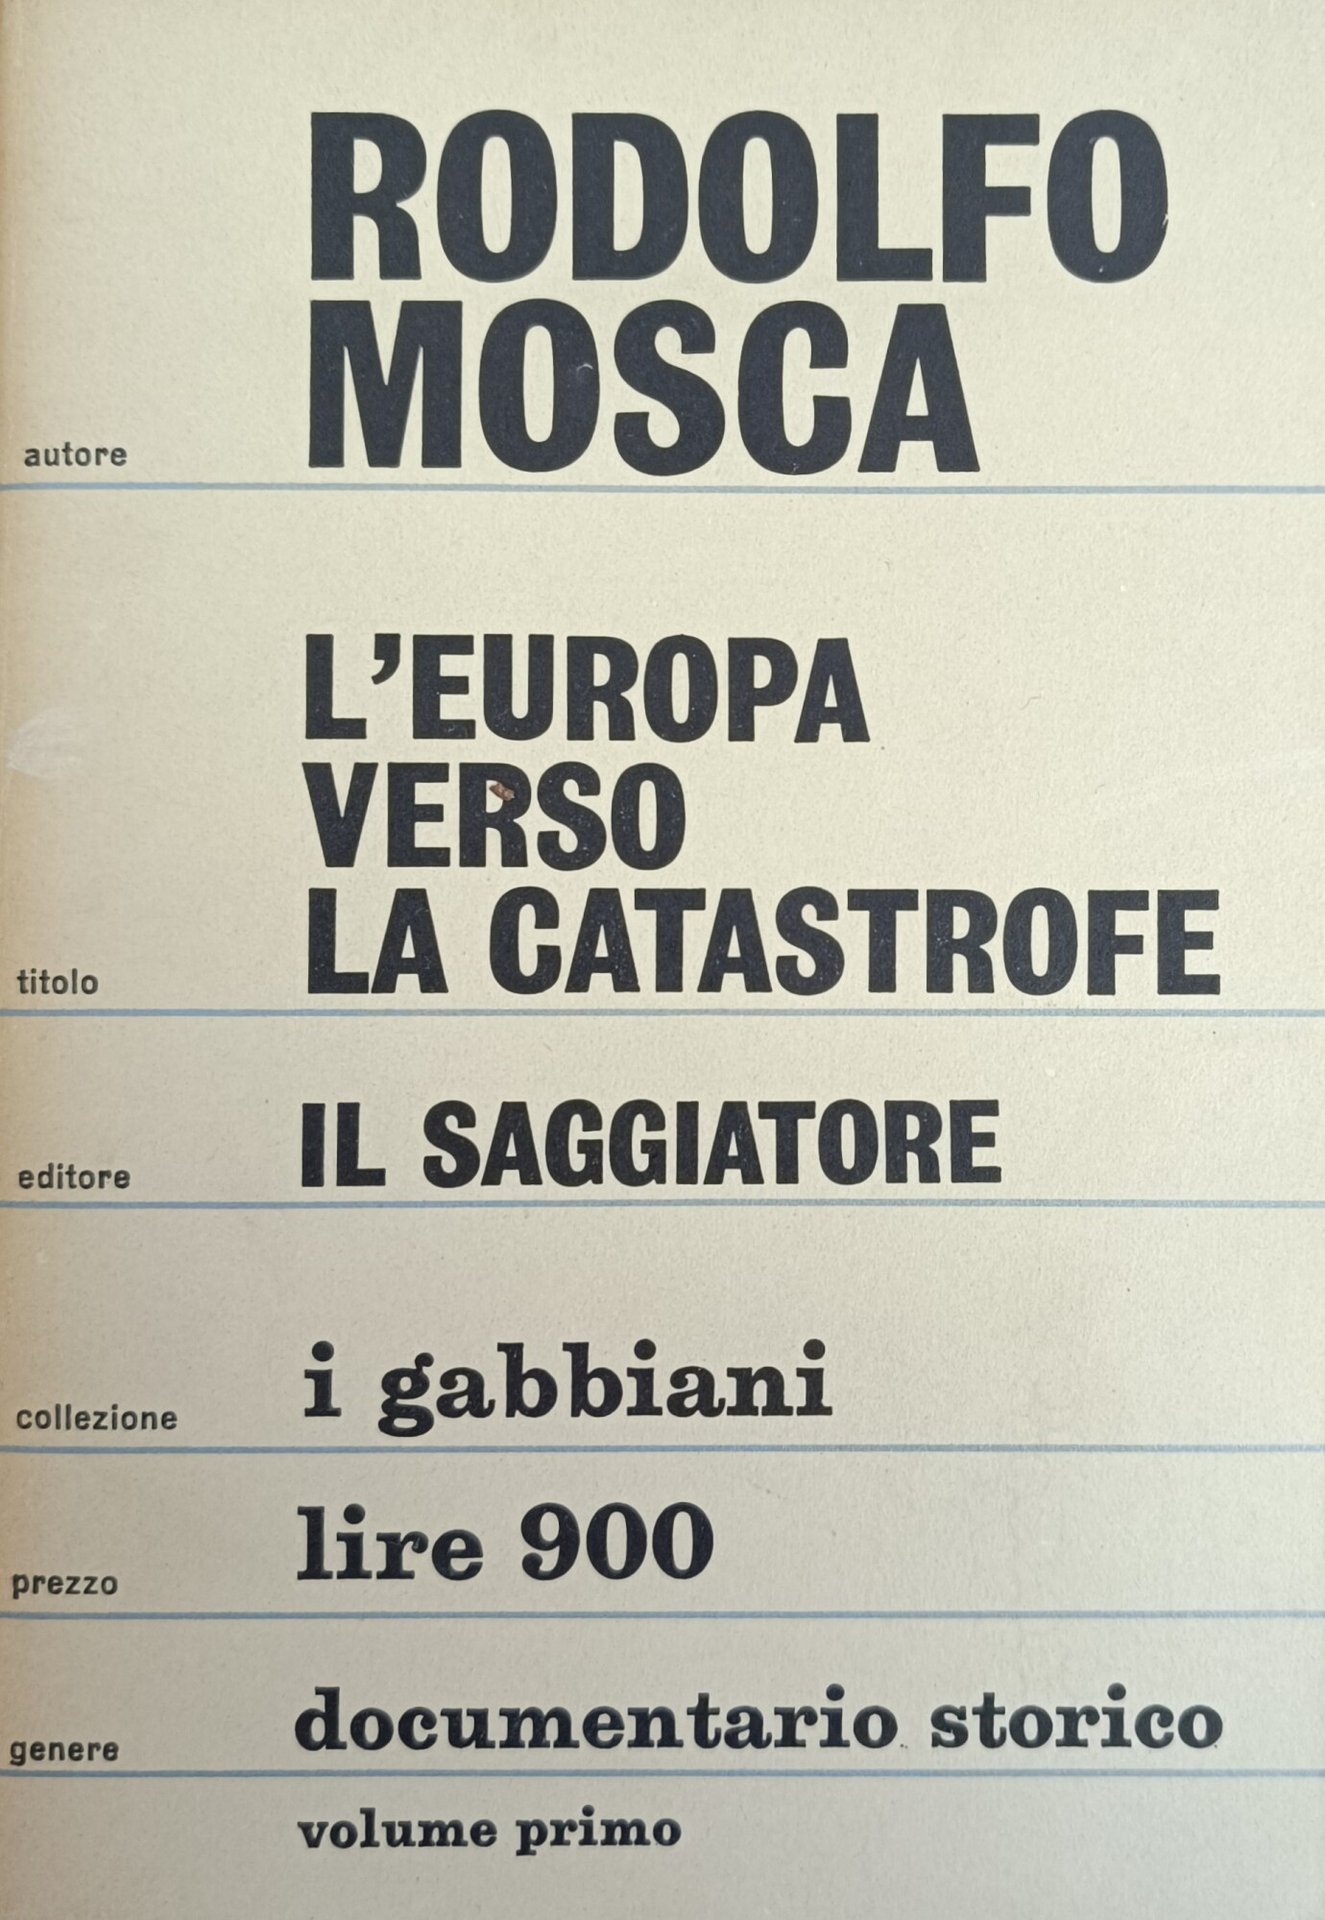 RODOLFO
MOSCA
autore
L'EUROPA
VERSO
LA CATASTROFE
titolo
IL SAGGIATORE
editore
i gabbiani
collezione
lire 900
prezzo
documentario storico
genere
volume primo